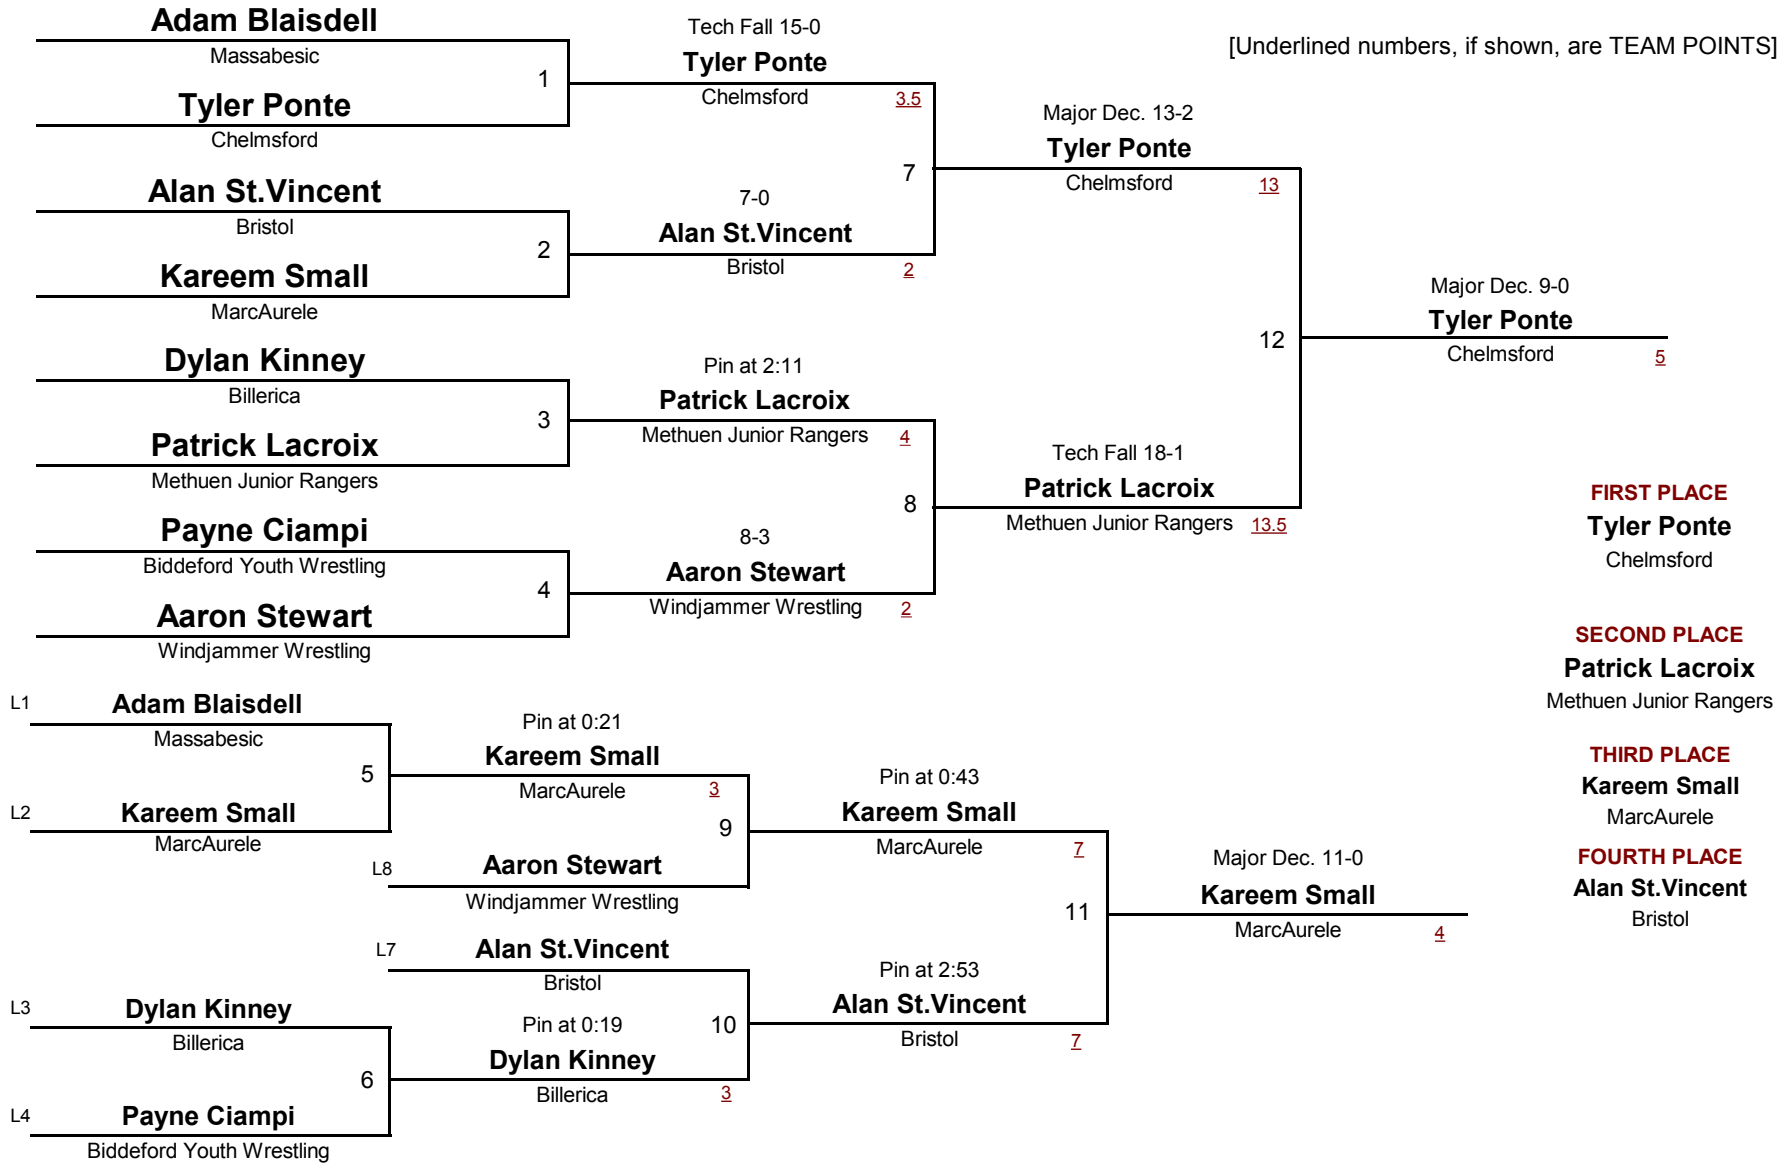 Adam Blaisdell
Massabesic
1
Tyler Ponte
Chelmsford
Tech Fall 15-0
Tyler Ponte
Chelmsford
3.5
[Underlined numbers, if shown, are TEAM POINTS]
Alan St.Vincent
Bristol
2
Kareem Small
MarcAurele
7-0
Alan St.Vincent
Bristol
2
7
Major Dec. 13-2
Tyler Ponte
Chelmsford
13
Dylan Kinney
Billerica
3
Patrick Lacroix
Methuen Junior Rangers
Pin at 2:11
Patrick Lacroix
Methuen Junior Rangers
4
Payne Ciampi
Biddeford Youth Wrestling
4
Aaron Stewart
Windjammer Wrestling
8-3
Aaron Stewart
Windjammer Wrestling
2
8
Tech Fall 18-1
Patrick Lacroix
Methuen Junior Rangers
13.5
12
Major Dec. 9-0
Tyler Ponte
Chelmsford
5
FIRST PLACE
Tyler Ponte
Chelmsford
SECOND PLACE
Patrick Lacroix
Methuen Junior Rangers
THIRD PLACE
Kareem Small
MarcAurele
FOURTH PLACE
Alan St.Vincent
Bristol
L1
Adam Blaisdell
Massabesic
5
L2
Kareem Small
MarcAurele
Pin at 0:21
Kareem Small
MarcAurele
3
9
L8
Aaron Stewart
Windjammer Wrestling
Pin at 0:43
Kareem Small
MarcAurele
7
L7
Alan St.Vincent
Bristol
10
L3
Dylan Kinney
Billerica
6
L4
Payne Ciampi
Biddeford Youth Wrestling
Pin at 0:19
Dylan Kinney
Billerica
3
Pin at 2:53
Alan St.Vincent
Bristol
7
11
Major Dec. 11-0
Kareem Small
MarcAurele
4